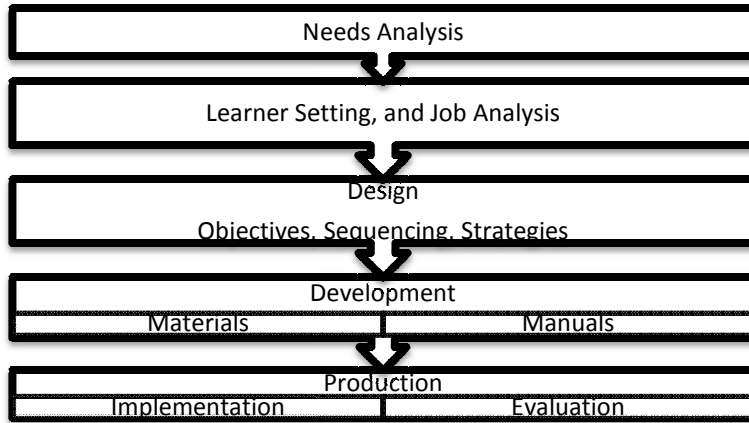 Needs Analysis
Learner Setting, and Job Analysis
Design
Objectives, Sequencing, Strategies
Development
Materials Manuals
Production
Implementation Evaluation